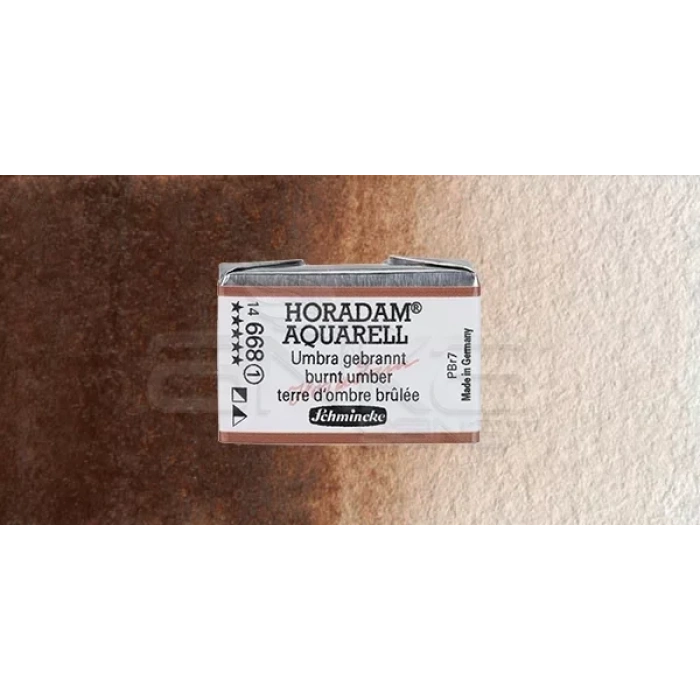 HORADAM®
AQUARELL
Umbra gebrannt
burnt umber
terre d'ombre brûlée
Schmincke
14 668 1
★★★★★
PBr7
Made in Germany